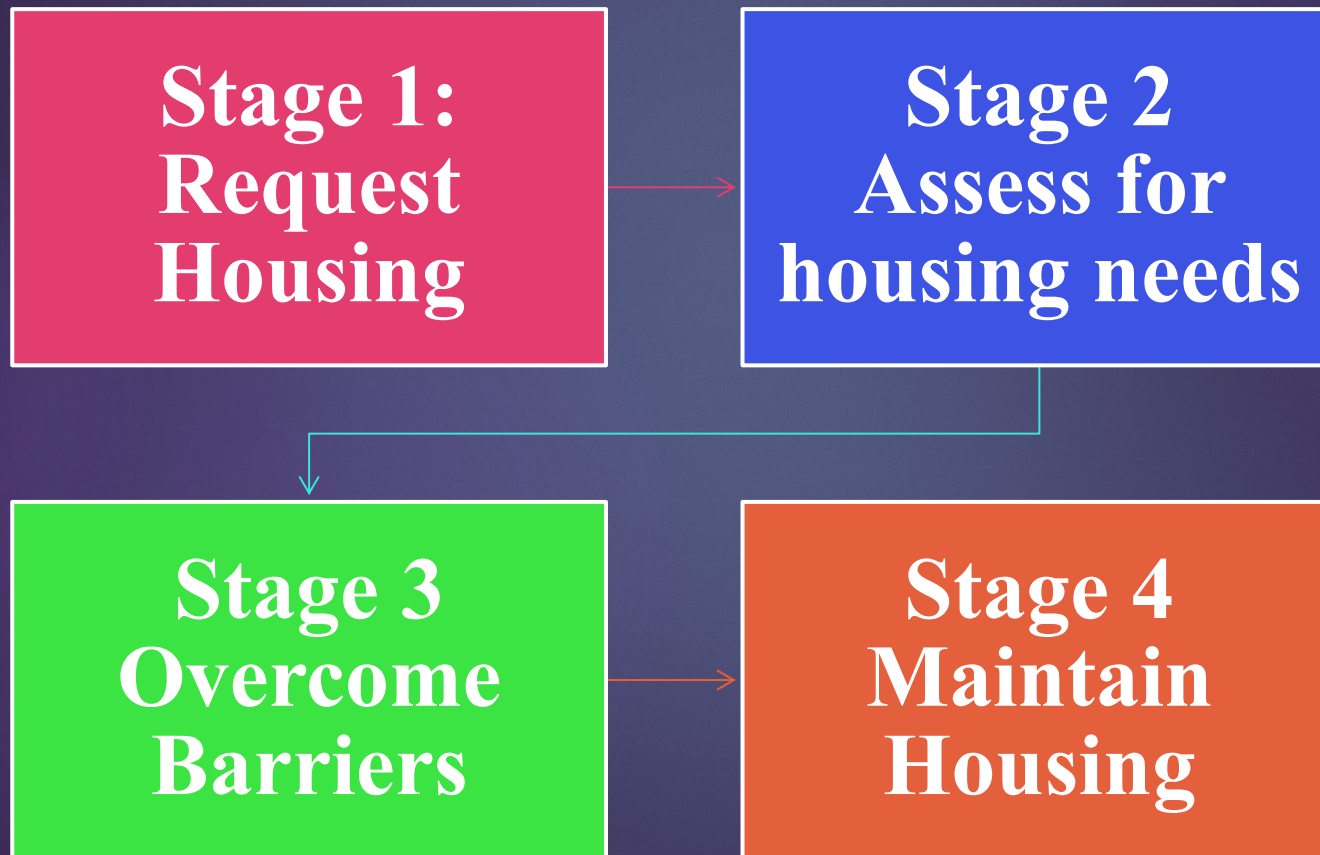 Stage 1:
Request
Housing
Stage 2
Assess for
housing needs
Stage 3
Overcome
Barriers
Stage 4
Maintain
Housing